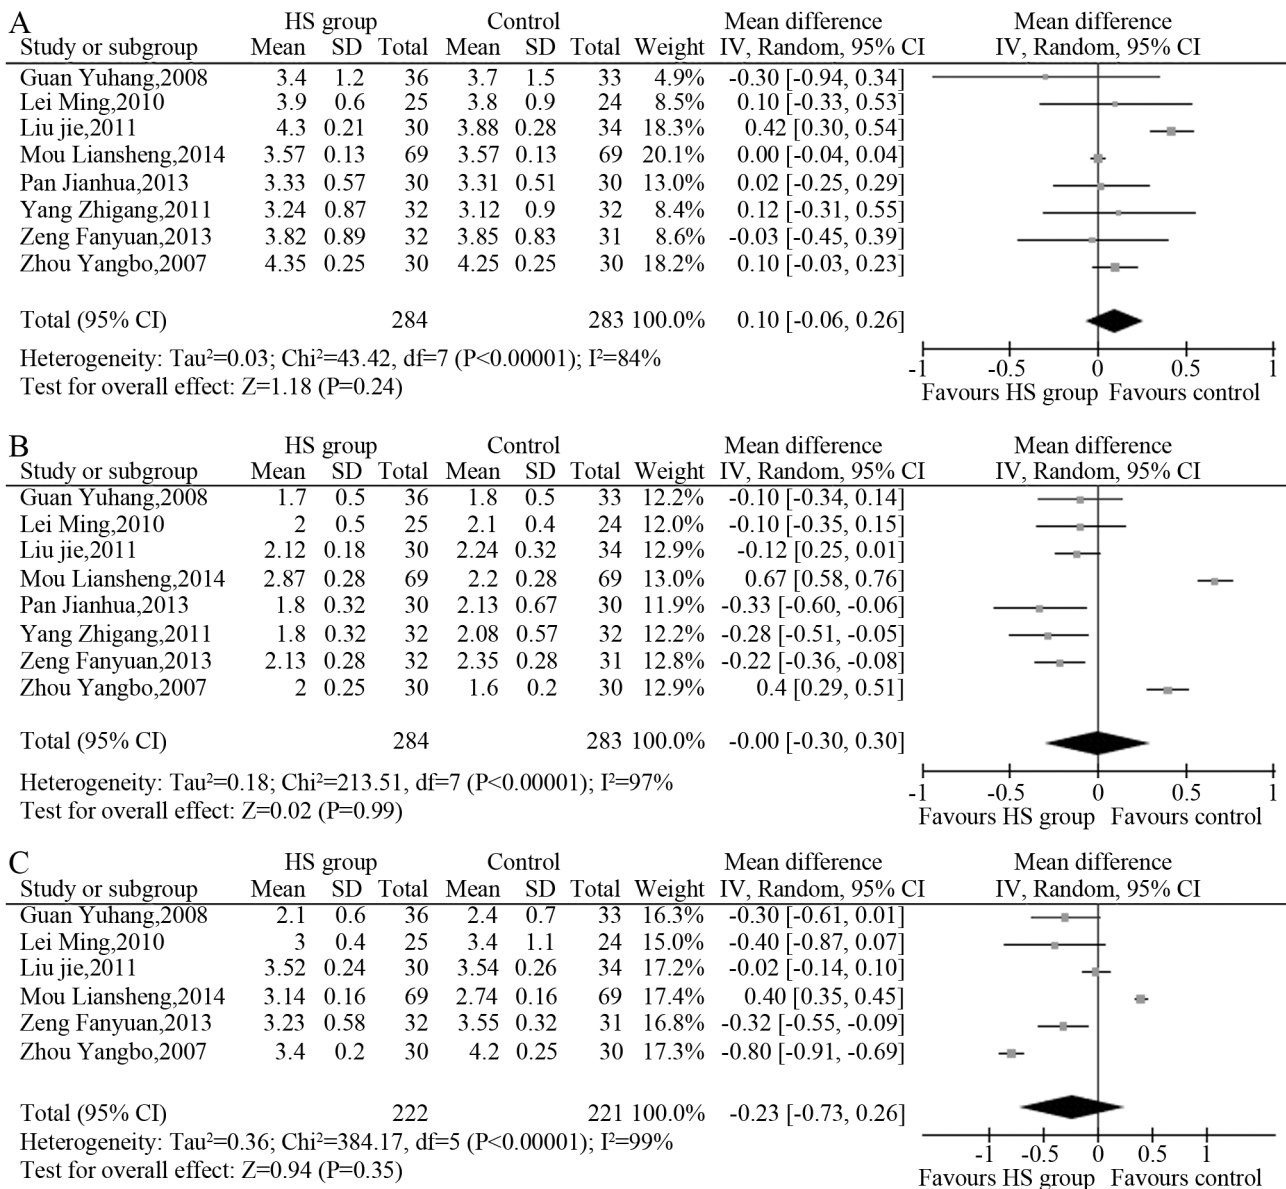 A
HS group Control Mean difference Mean difference
Study or subgroup Mean SD Total Mean SD Total Weight IV, Random, 95% CI IV, Random, 95% CI
Guan Yuhang,2008 3.4 1.2 36 3.7 1.5 33 4.9% -0.30 [-0.94, 0.34]
Lei Ming,2010 3.9 0.6 25 3.8 0.9 24 8.5% 0.10 [-0.33, 0.53]
Liu jie,2011 4.3 0.21 30 3.88 0.28 34 18.3% 0.42 [0.30, 0.54]
Mou Liansheng,2014 3.57 0.13 69 3.57 0.13 69 20.1% 0.00 [-0.04, 0.04]
Pan Jianhua,2013 3.33 0.57 30 3.31 0.51 30 13.0% 0.02 [-0.25, 0.29]
Yang Zhigang,2011 3.24 0.87 32 3.12 0.9 32 8.4% 0.12 [-0.31, 0.55]
Zeng Fanyuan,2013 3.82 0.89 32 3.85 0.83 31 8.6% -0.03 [-0.45, 0.39]
Zhou Yangbo,2007 4.35 0.25 30 4.25 0.25 30 18.2% 0.10 [-0.03, 0.23]
Total (95% CI) 284 283 100.0% 0.10 [-0.06, 0.26]
Heterogeneity: Tau²=0.03; Chi²=43.42, df=7 (P<0.00001); I²=84%
Test for overall effect: Z=1.18 (P=0.24)
-1 -0.5 0 0.5 1
Favours HS group Favours control
B
HS group Control Mean difference Mean difference
Study or subgroup Mean SD Total Mean SD Total Weight IV, Random, 95% CI IV, Random, 95% CI
Guan Yuhang,2008 1.7 0.5 36 1.8 0.5 33 12.2% -0.10 [-0.34, 0.14]
Lei Ming,2010 2 0.5 25 2.1 0.4 24 12.0% -0.10 [-0.35, 0.15]
Liu jie,2011 2.12 0.18 30 2.24 0.32 34 12.9% -0.12 [0.25, 0.01]
Mou Liansheng,2014 2.87 0.28 69 2.2 0.28 69 13.0% 0.67 [0.58, 0.76]
Pan Jianhua,2013 1.8 0.32 30 2.13 0.67 30 11.9% -0.33 [-0.60, -0.06]
Yang Zhigang,2011 1.8 0.32 32 2.08 0.57 32 12.2% -0.28 [-0.51, -0.05]
Zeng Fanyuan,2013 2.13 0.28 32 2.35 0.28 31 12.8% -0.22 [-0.36, -0.08]
Zhou Yangbo,2007 2 0.25 30 1.6 0.2 30 12.9% 0.4 [0.29, 0.51]
Total (95% CI) 284 283 100.0% -0.00 [-0.30, 0.30]
Heterogeneity: Tau²=0.18; Chi²=213.51, df=7 (P<0.00001); I²=97%
Test for overall effect: Z=0.02 (P=0.99)
-1 -0.5 0 0.5 1
Favours HS group Favours control
C
HS group Control Mean difference Mean difference
Study or subgroup Mean SD Total Mean SD Total Weight IV, Random, 95% CI IV, Random, 95% CI
Guan Yuhang,2008 2.1 0.6 36 2.4 0.7 33 16.3% -0.30 [-0.61, 0.01]
Lei Ming,2010 3 0.4 25 3.4 1.1 24 15.0% -0.40 [-0.87, 0.07]
Liu jie,2011 3.52 0.24 30 3.54 0.26 34 17.2% -0.02 [-0.14, 0.10]
Mou Liansheng,2014 3.14 0.16 69 2.74 0.16 69 17.4% 0.40 [0.35, 0.45]
Zeng Fanyuan,2013 3.23 0.58 32 3.55 0.32 31 16.8% -0.32 [-0.55, -0.09]
Zhou Yangbo,2007 3.4 0.2 30 4.2 0.25 30 17.3% -0.80 [-0.91, -0.69]
Total (95% CI) 222 221 100.0% -0.23 [-0.73, 0.26]
Heterogeneity: Tau²=0.36; Chi²=384.17, df=5 (P<0.00001); I²=99%
Test for overall effect: Z=0.94 (P=0.35)
-1 -0.5 0 0.5 1
Favours HS group Favours control